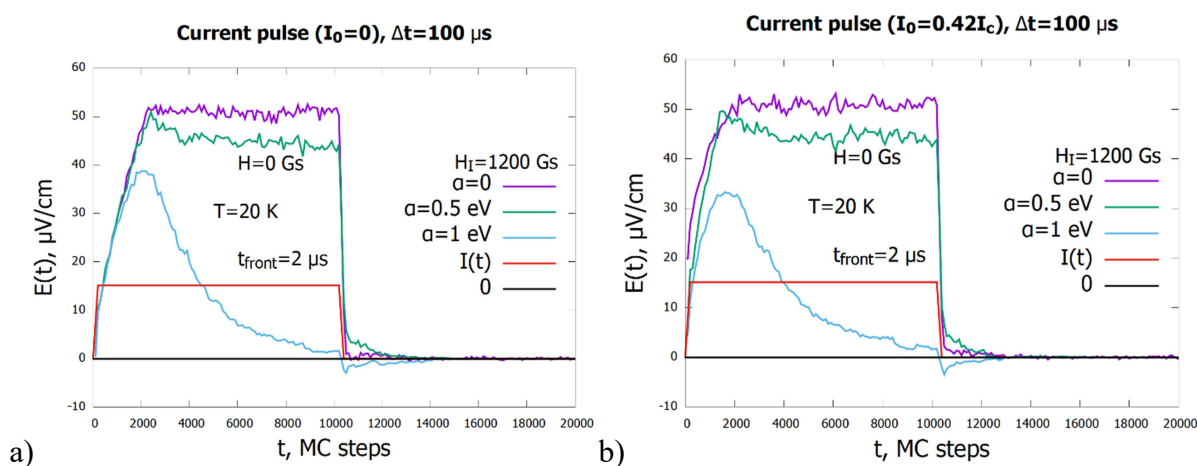 Current pulse (I₀=0), Δt=100 μs
60
50
40
30
20
10
0
-10
E(t), μV/cm
H=0 Gs
T=20 K
t_front=2 μs
H_I=1200 Gs
ɑ=0
ɑ=0.5 eV
ɑ=1 eV
I(t)
0
0 2000 4000 6000 8000 10000 12000 14000 16000 18000 20000
t, MC steps
a)
Current pulse (I₀=0.42I_c), Δt=100 μs
60
50
40
30
20
10
0
-10
E(t), μV/cm
H=0 Gs
T=20 K
t_front=2 μs
H_I=1200 Gs
ɑ=0
ɑ=0.5 eV
ɑ=1 eV
I(t)
0
0 2000 4000 6000 8000 10000 12000 14000 16000 18000 20000
t, MC steps
b)